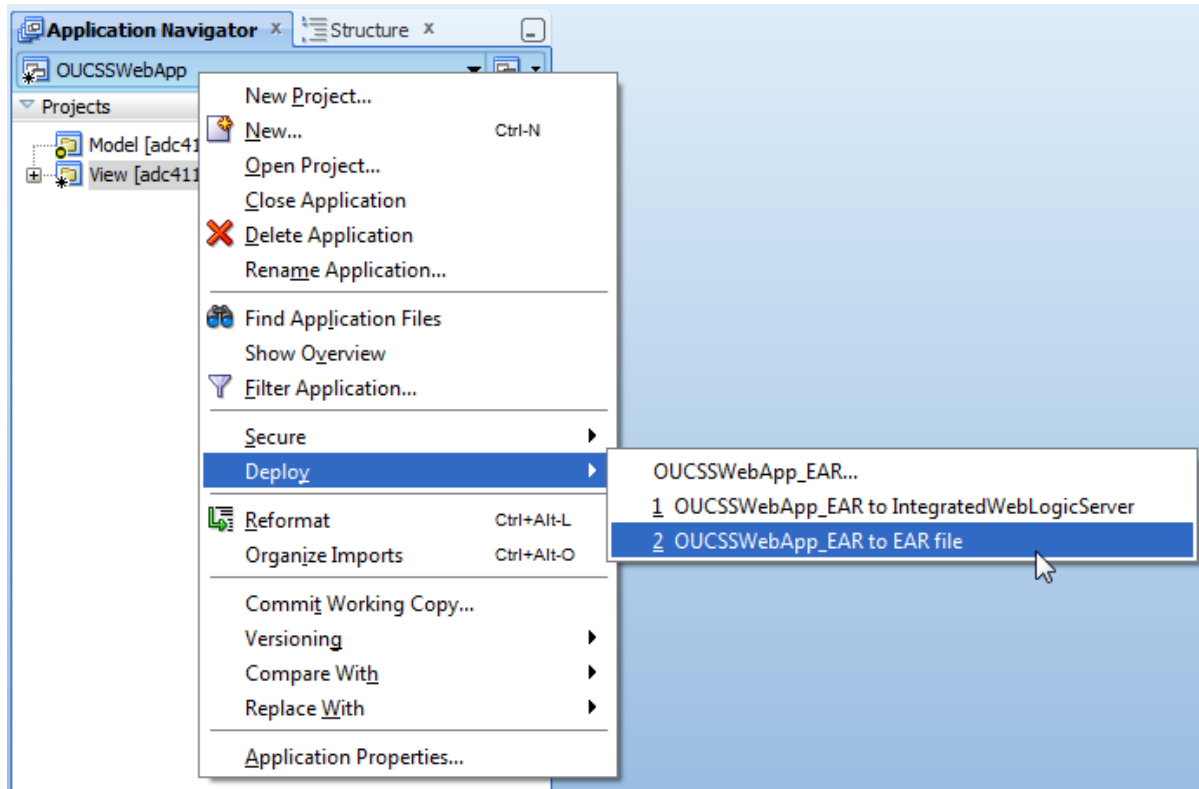 Application Navigator x Structure x
OUCSSWebApp
Projects
Model [adc41
View [adc411
New Project...
New... Ctrl-N
Open Project...
Close Application
Delete Application
Rename Application...
Find Application Files
Show Overview
Filter Application...
Secure
Deploy
OUCSSWebApp_EAR...
1 OUCSSWebApp_EAR to IntegratedWebLogicServer
2 OUCSSWebApp_EAR to EAR file
Reformat Ctrl+Alt-L
Organize Imports Ctrl+Alt-O
Commit Working Copy...
Versioning
Compare With
Replace With
Application Properties...